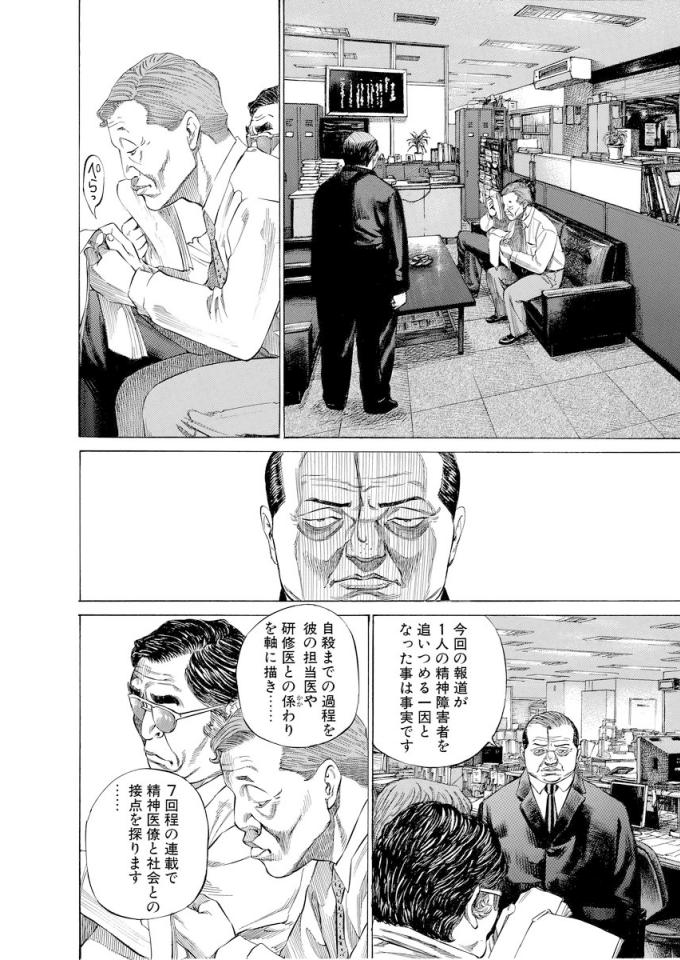 ぺらっ
今回の報道が
1人の精神障害者を
追いつめる一因と
なった事は事実です
自殺までの過程を
彼の担当医や
研修医との係わり
かか
を軸に描き……
7回程の連載で
精神医療と社会との
接点を探ります
……